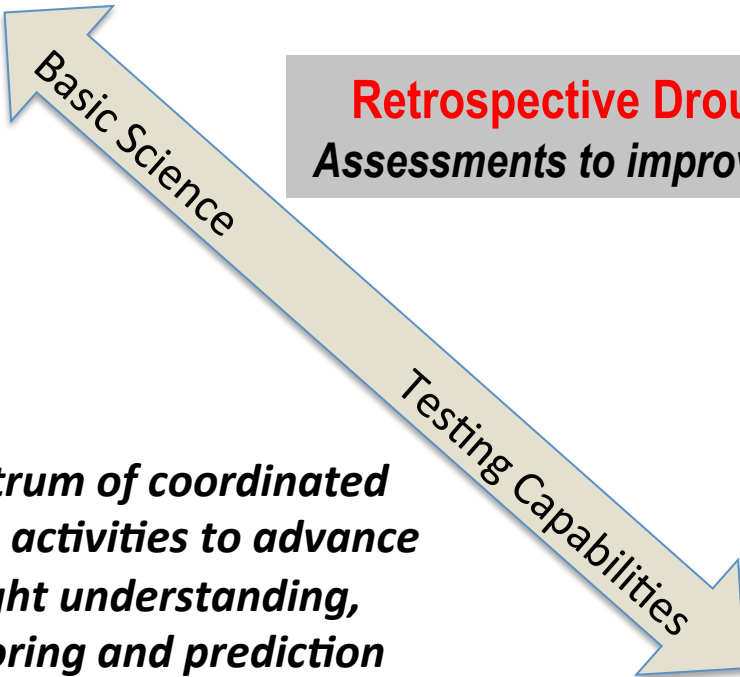 Basic Science
Retrospective Drou
Assessments to improv
Testing Capabilities
trum of coordinated
activities to advance
ght understanding,
oring and prediction